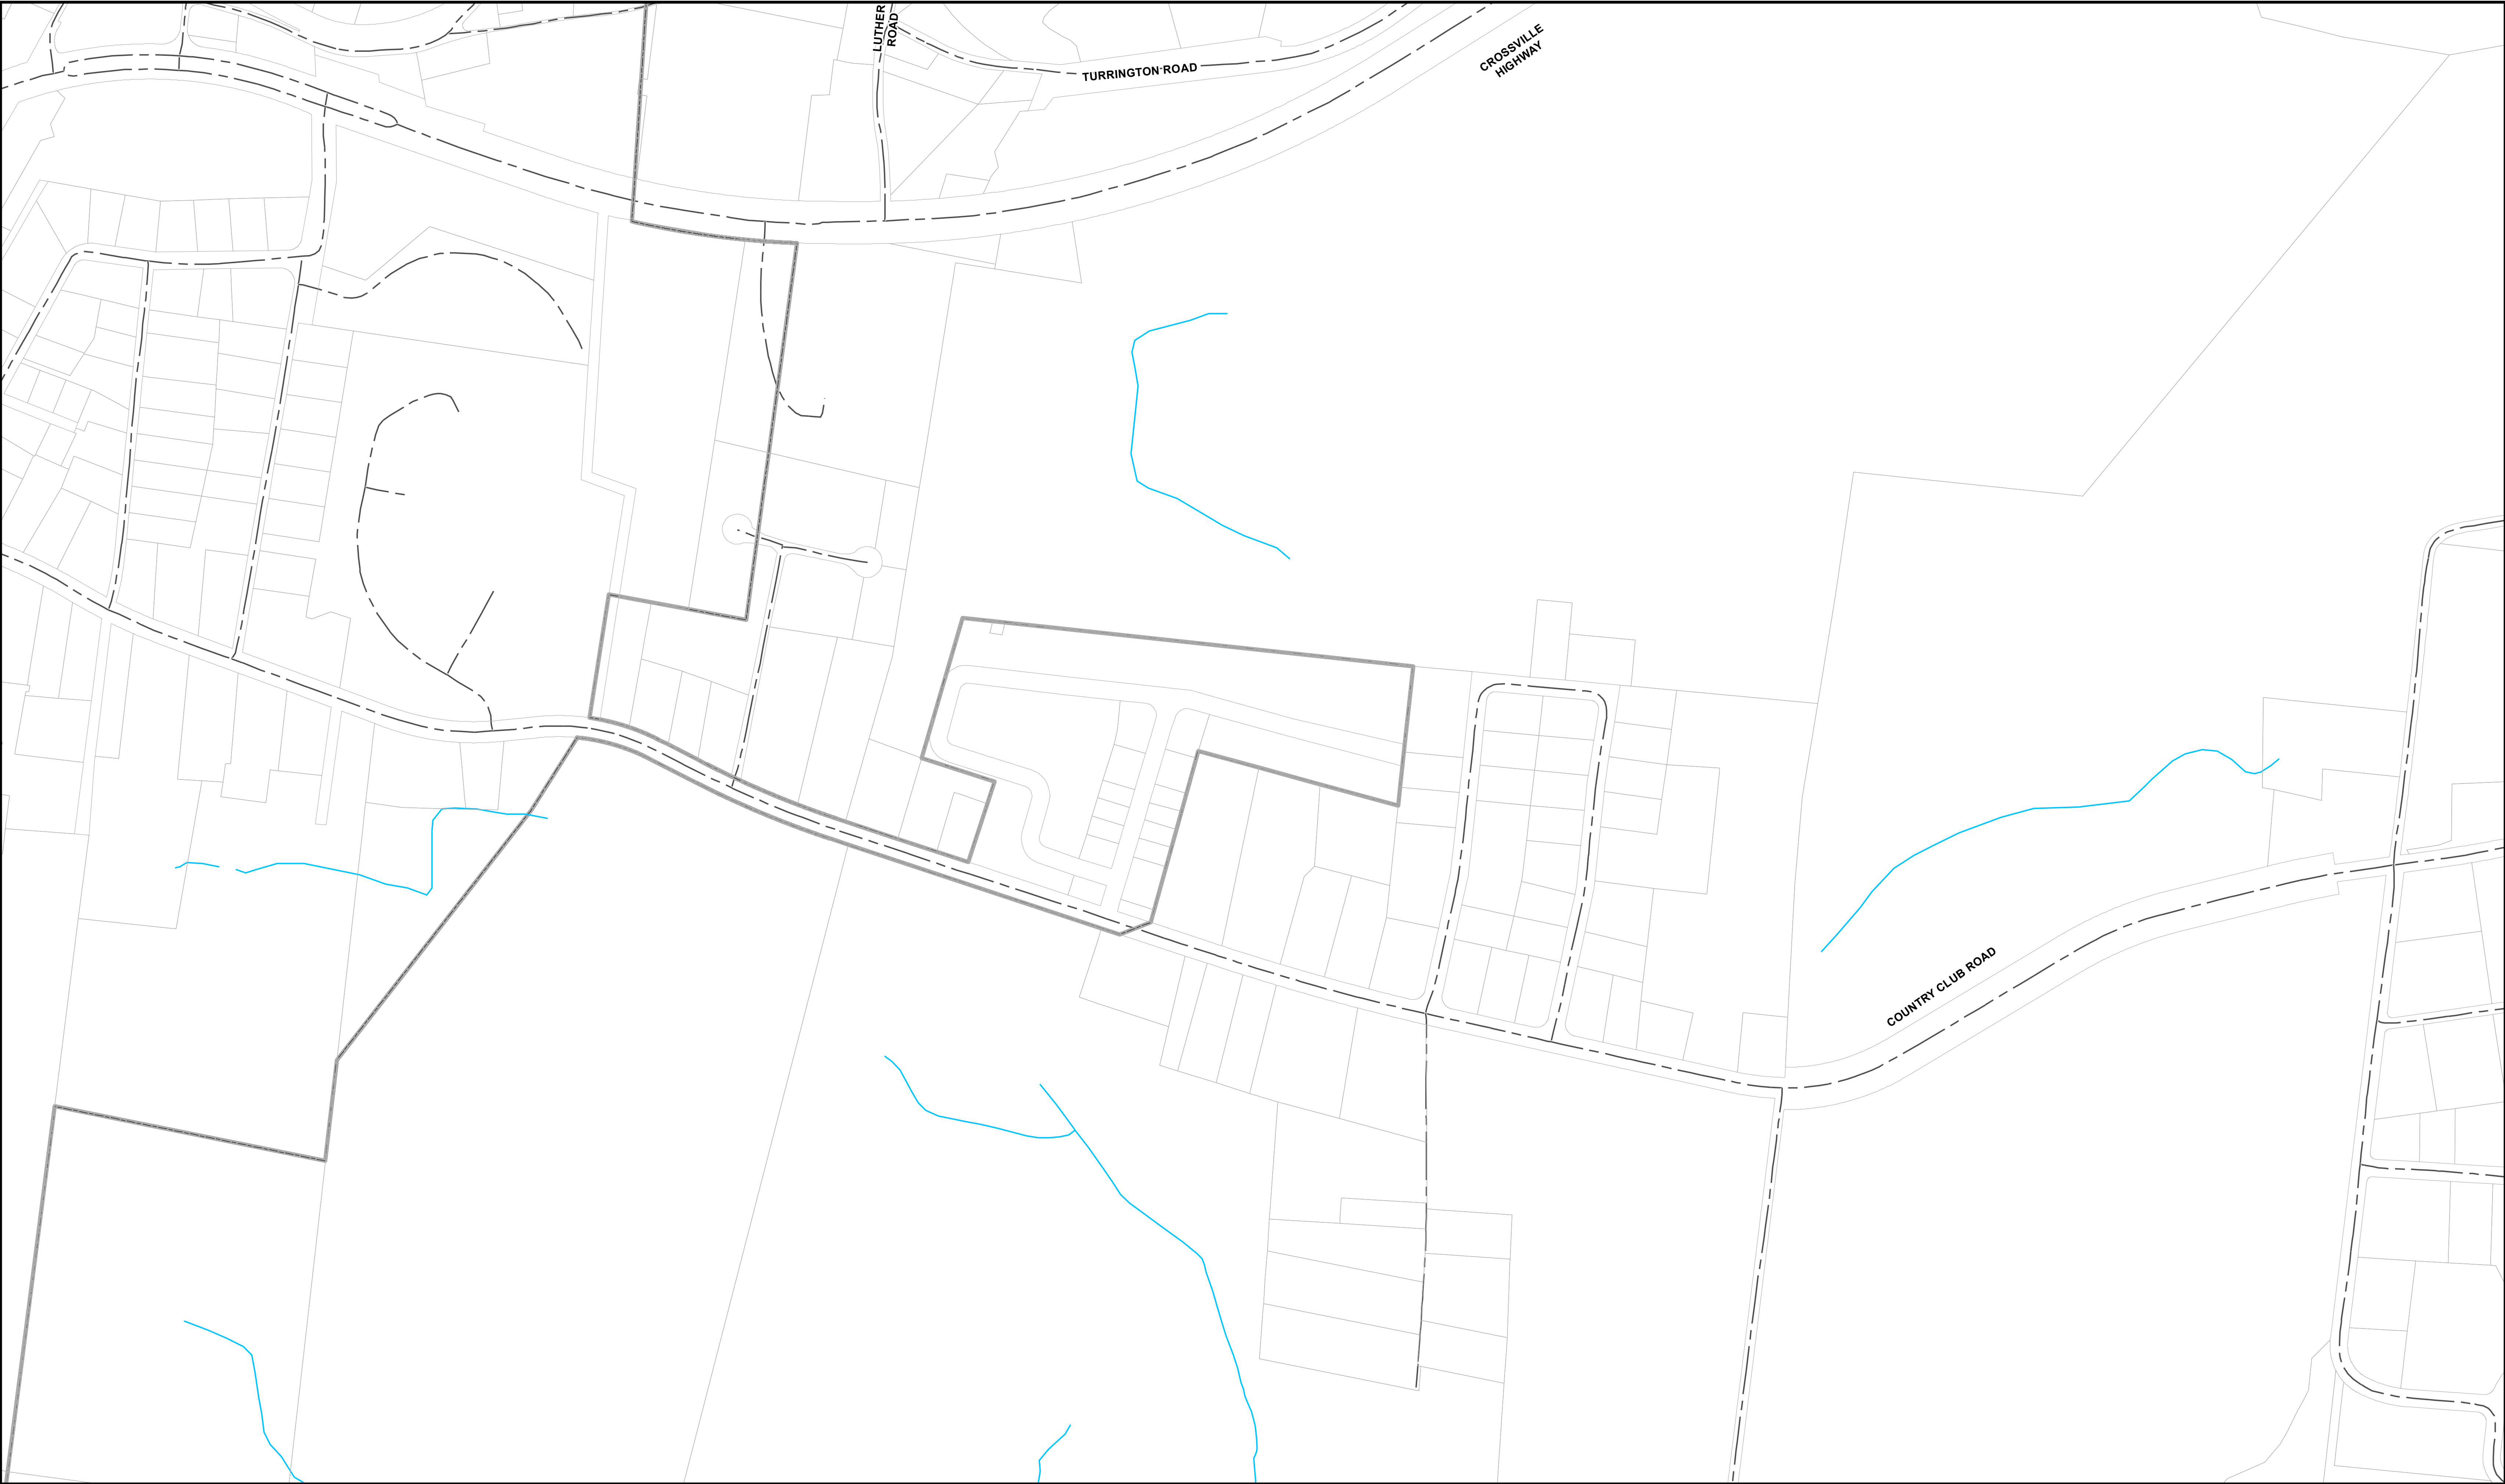 LUTHER
ROAD
CROSSVILLE
HIGHWAY
TURRINGTON ROAD
COUNTRY CLUB ROAD